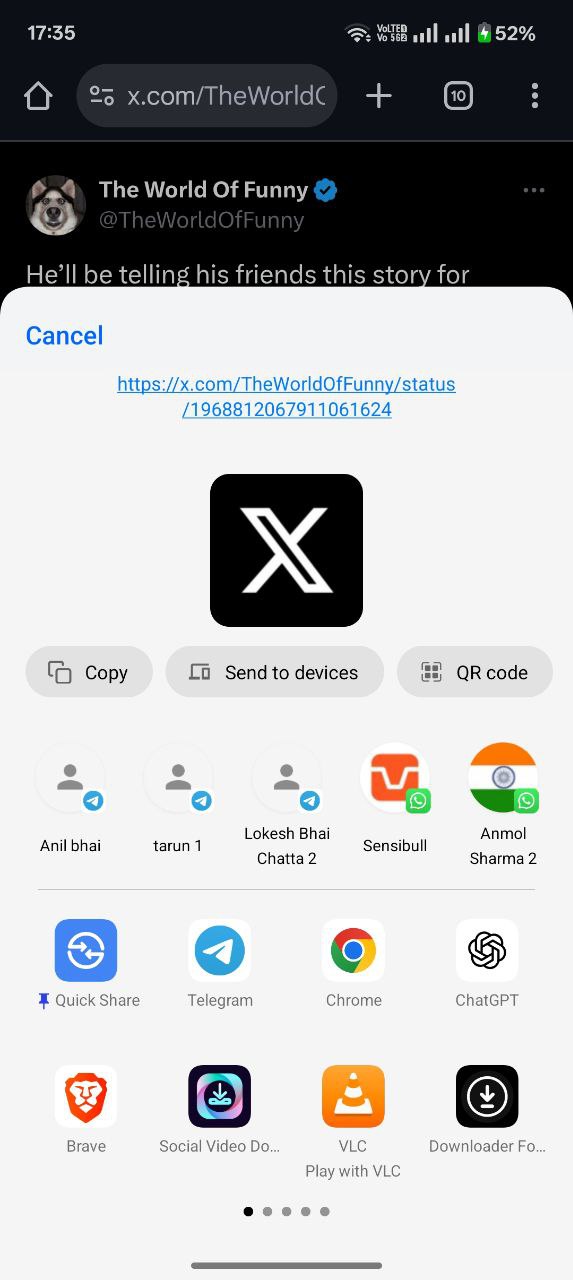 17:35
VoLTED
Vo 5G2
52%
x.com/TheWorldO
10
The World Of Funny
@TheWorldOfFunny
He’ll be telling his friends this story for
Cancel
https://x.com/TheWorldOfFunny/status
/1968812067911061624
Copy
Send to devices
QR code
Anil bhai
tarun 1
Lokesh Bhai
Chatta 2
Sensibull
Anmol
Sharma 2
Quick Share
Telegram
Chrome
ChatGPT
Brave
Social Video Do...
VLC
Play with VLC
Downloader Fo...